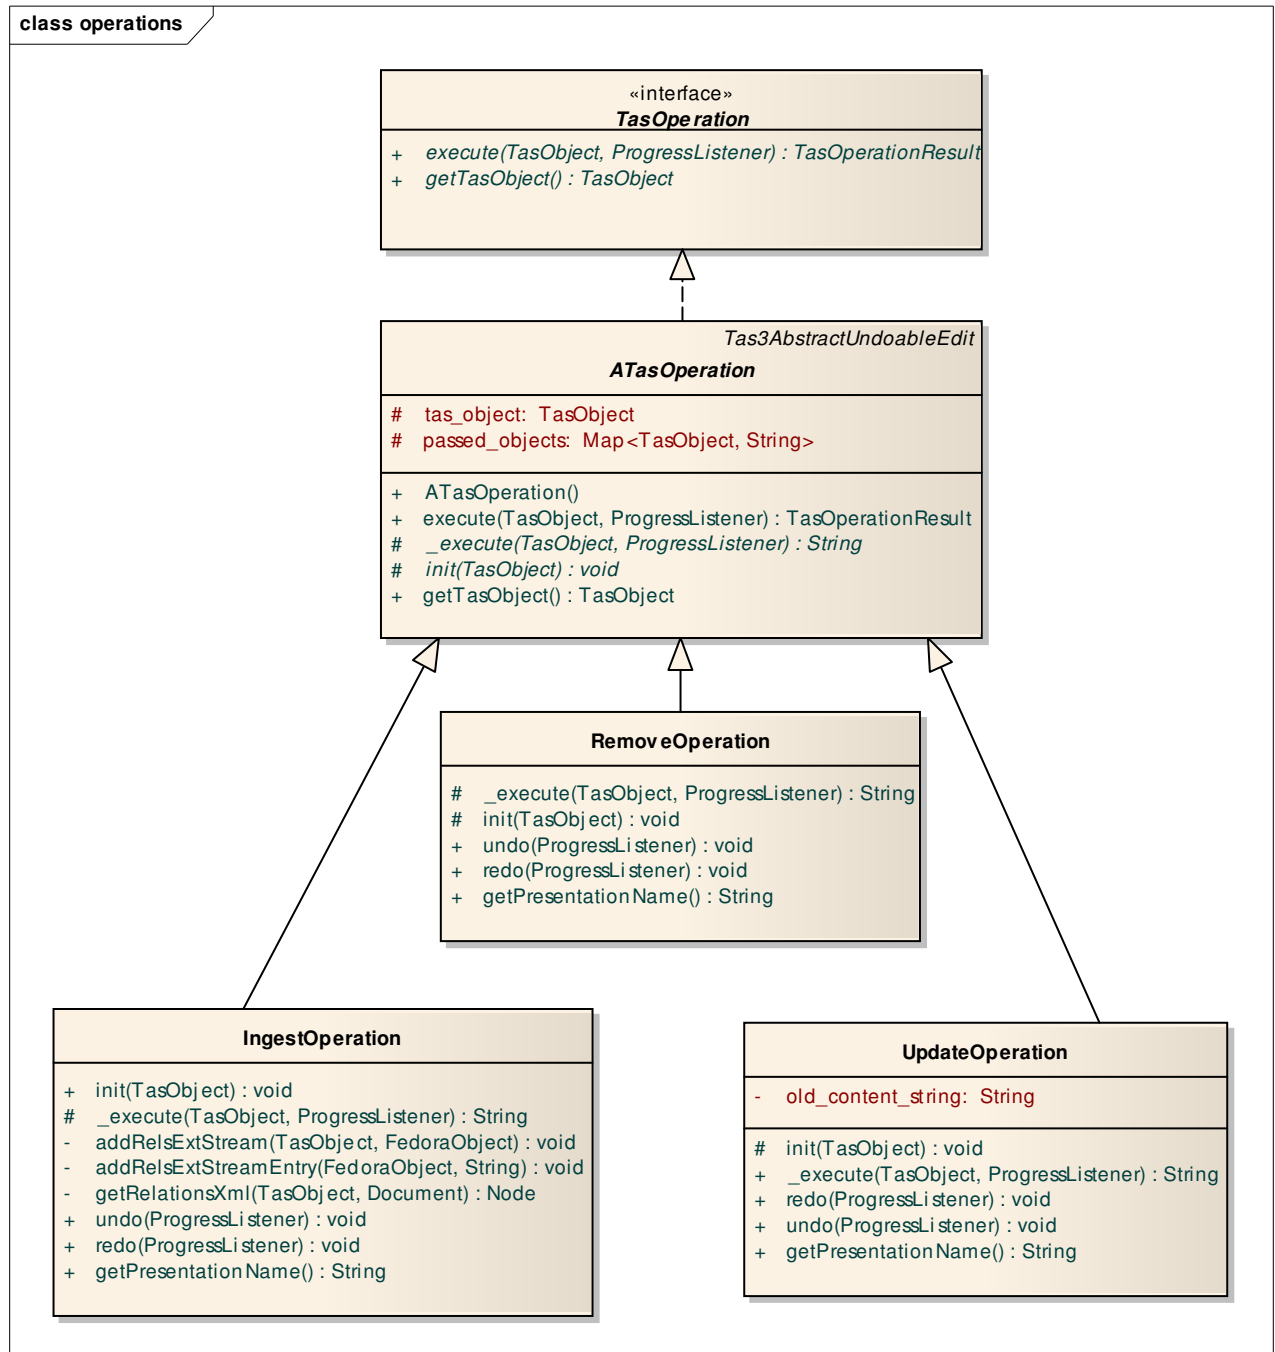 class operations
«interface»
TasOperation
+ execute(TasObject, ProgressListener) : TasOperationResult
+ getTasObject() : TasObject
Tas3AbstractUndoableEdit
ATasOperation
# tas_object: TasObject
# passed_objects: Map<TasObject, String>
+ ATasOperation()
+ execute(TasObject, ProgressListener) : TasOperationResult
# _execute(TasObject, ProgressListener) : String
# init(TasObject) : void
+ getTasObject() : TasObject
RemoveOperation
# _execute(TasObject, ProgressListener) : String
# init(TasObject) : void
+ undo(ProgressListener) : void
+ redo(ProgressListener) : void
+ getPresentationName() : String
IngestOperation
+ init(TasObject) : void
# _execute(TasObject, ProgressListener) : String
- addRelsExtStream(TasObject, FedoraObject) : void
- addRelsExtStreamEntry(FedoraObject, String) : void
- getRelationsXml(TasObject, Document) : Node
+ undo(ProgressListener) : void
+ redo(ProgressListener) : void
+ getPresentationName() : String
UpdateOperation
- old_content_string: String
# init(TasObject) : void
+ _execute(TasObject, ProgressListener) : String
+ redo(ProgressListener) : void
+ undo(ProgressListener) : void
+ getPresentationName() : String